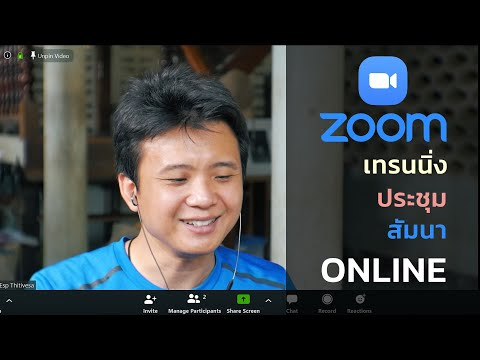 Unpin Video
zoom
เทรนนิ่ง
ประชุม
สัมนา
ONLINE
Esp Thitivesa
2
Invite
Manage Participants
Share Screen
Chat
Record
Reactions